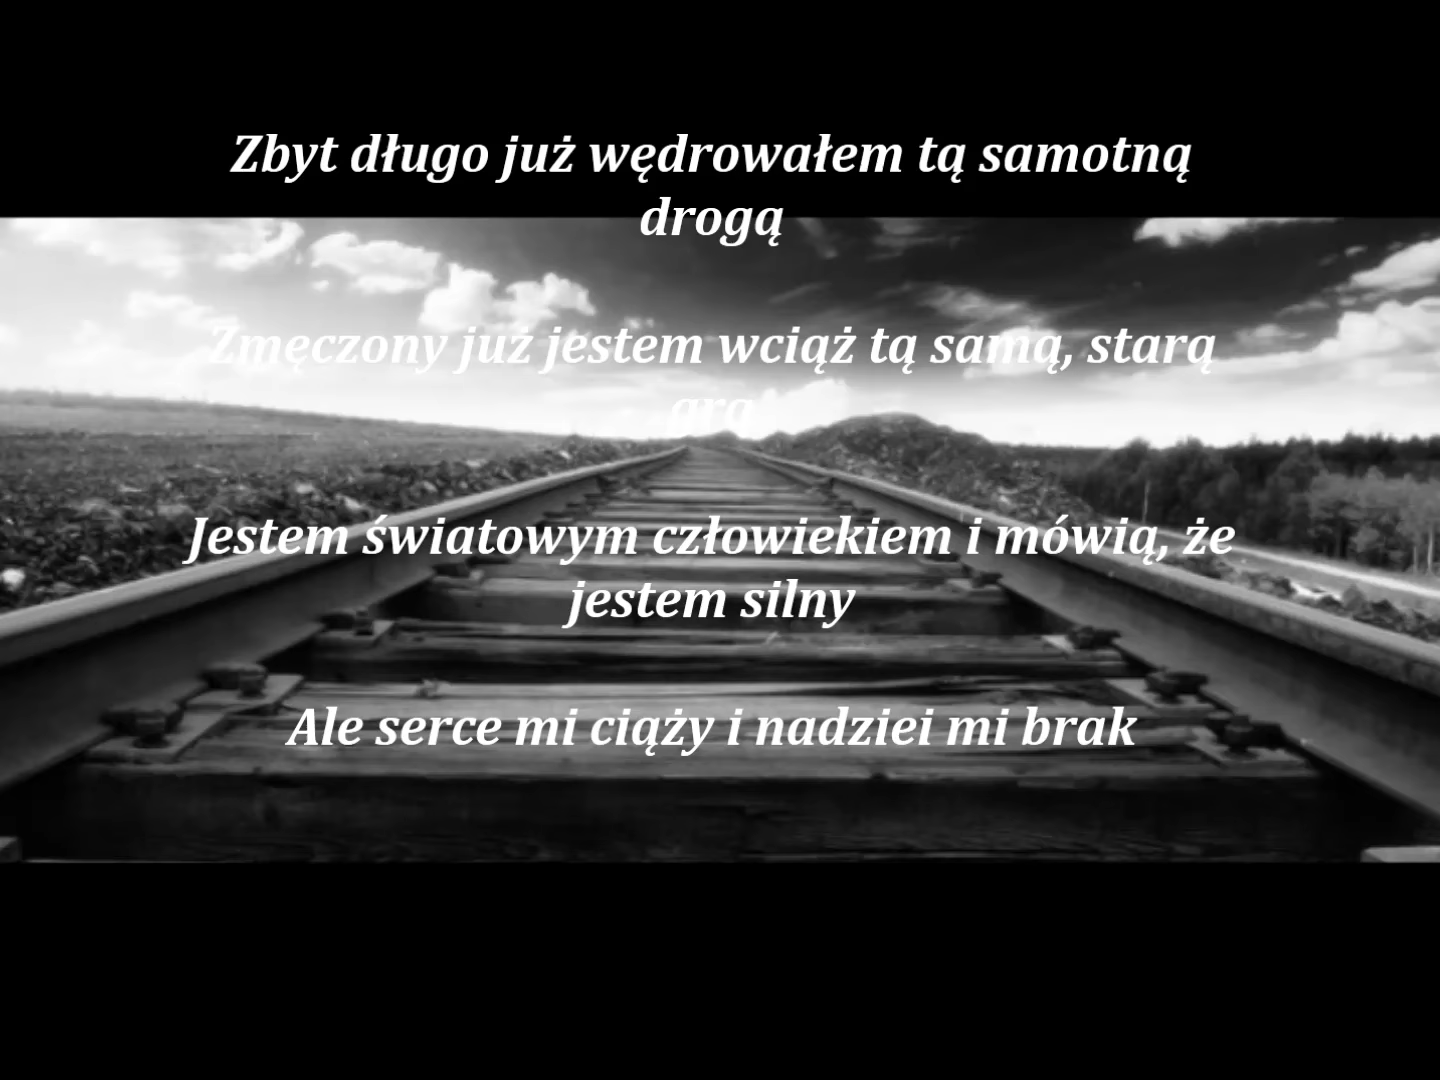 Zbyt długo już wędrowałem tą samotną
drogą
Zmęczony już jestem wciąż tą samą, starą
grą
Jestem światowym człowiekiem i mówią, że
jestem silny
Ale serce mi ciąży i nadziei mi brak